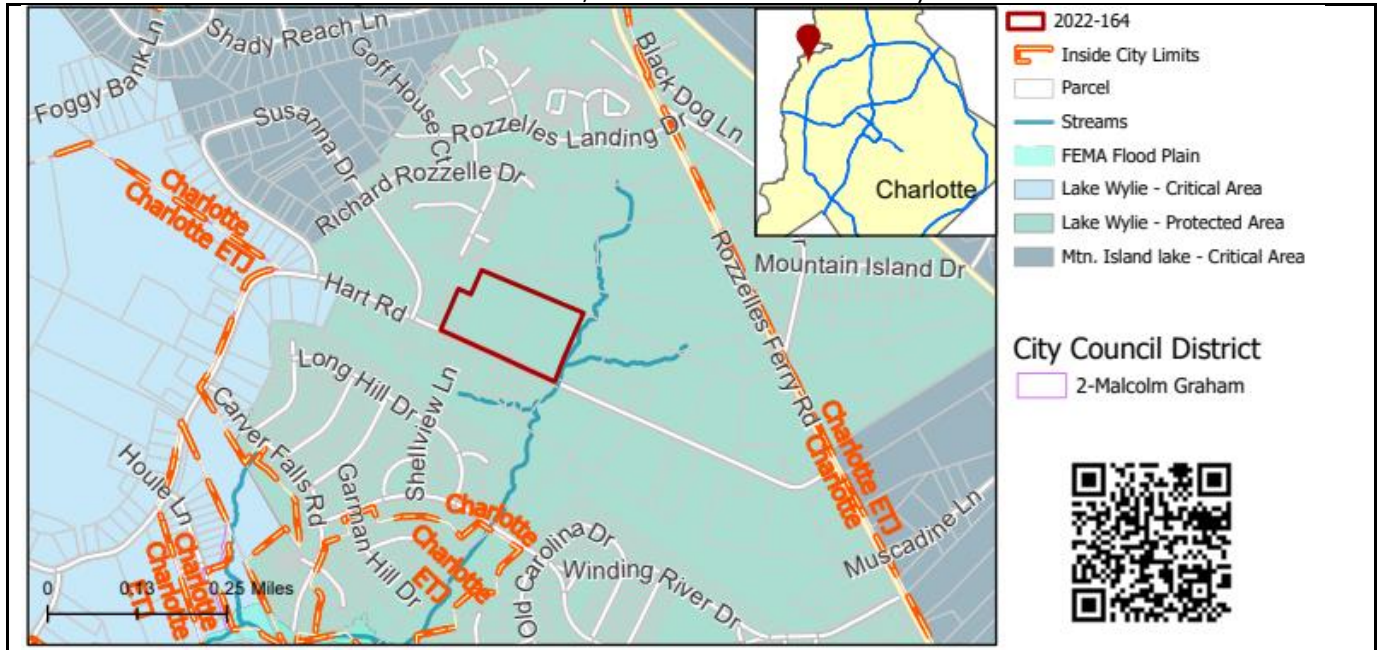 Shady Reach Ln
Foggy Bank Ln
Goff House Ct
Black Dog Ln
Susanna Dr
Rozzelles Landing Dr
Richard Rozzelle Dr
Charlotte
Charlotte
Charlotte ETJ
Rozzelles Ferry Rd
Mountain Island Dr
Hart Rd
Long Hill Dr
Shellview Ln
Carver Falls Rd
Houle Ln
Garman Hill Dr
Charlotte
Charlotte
ETJ
Charlotte ETJ
Charlotte
Carolina Dr
Old
Winding River Dr
Muscadine Ln
Charlotte
Charlotte
ETJ
0 0.13 0.25 Miles
2022-164
Inside City Limits
Parcel
Streams
FEMA Flood Plain
Lake Wylie - Critical Area
Lake Wylie - Protected Area
Mtn. Island lake - Critical Area
City Council District
2-Malcolm Graham